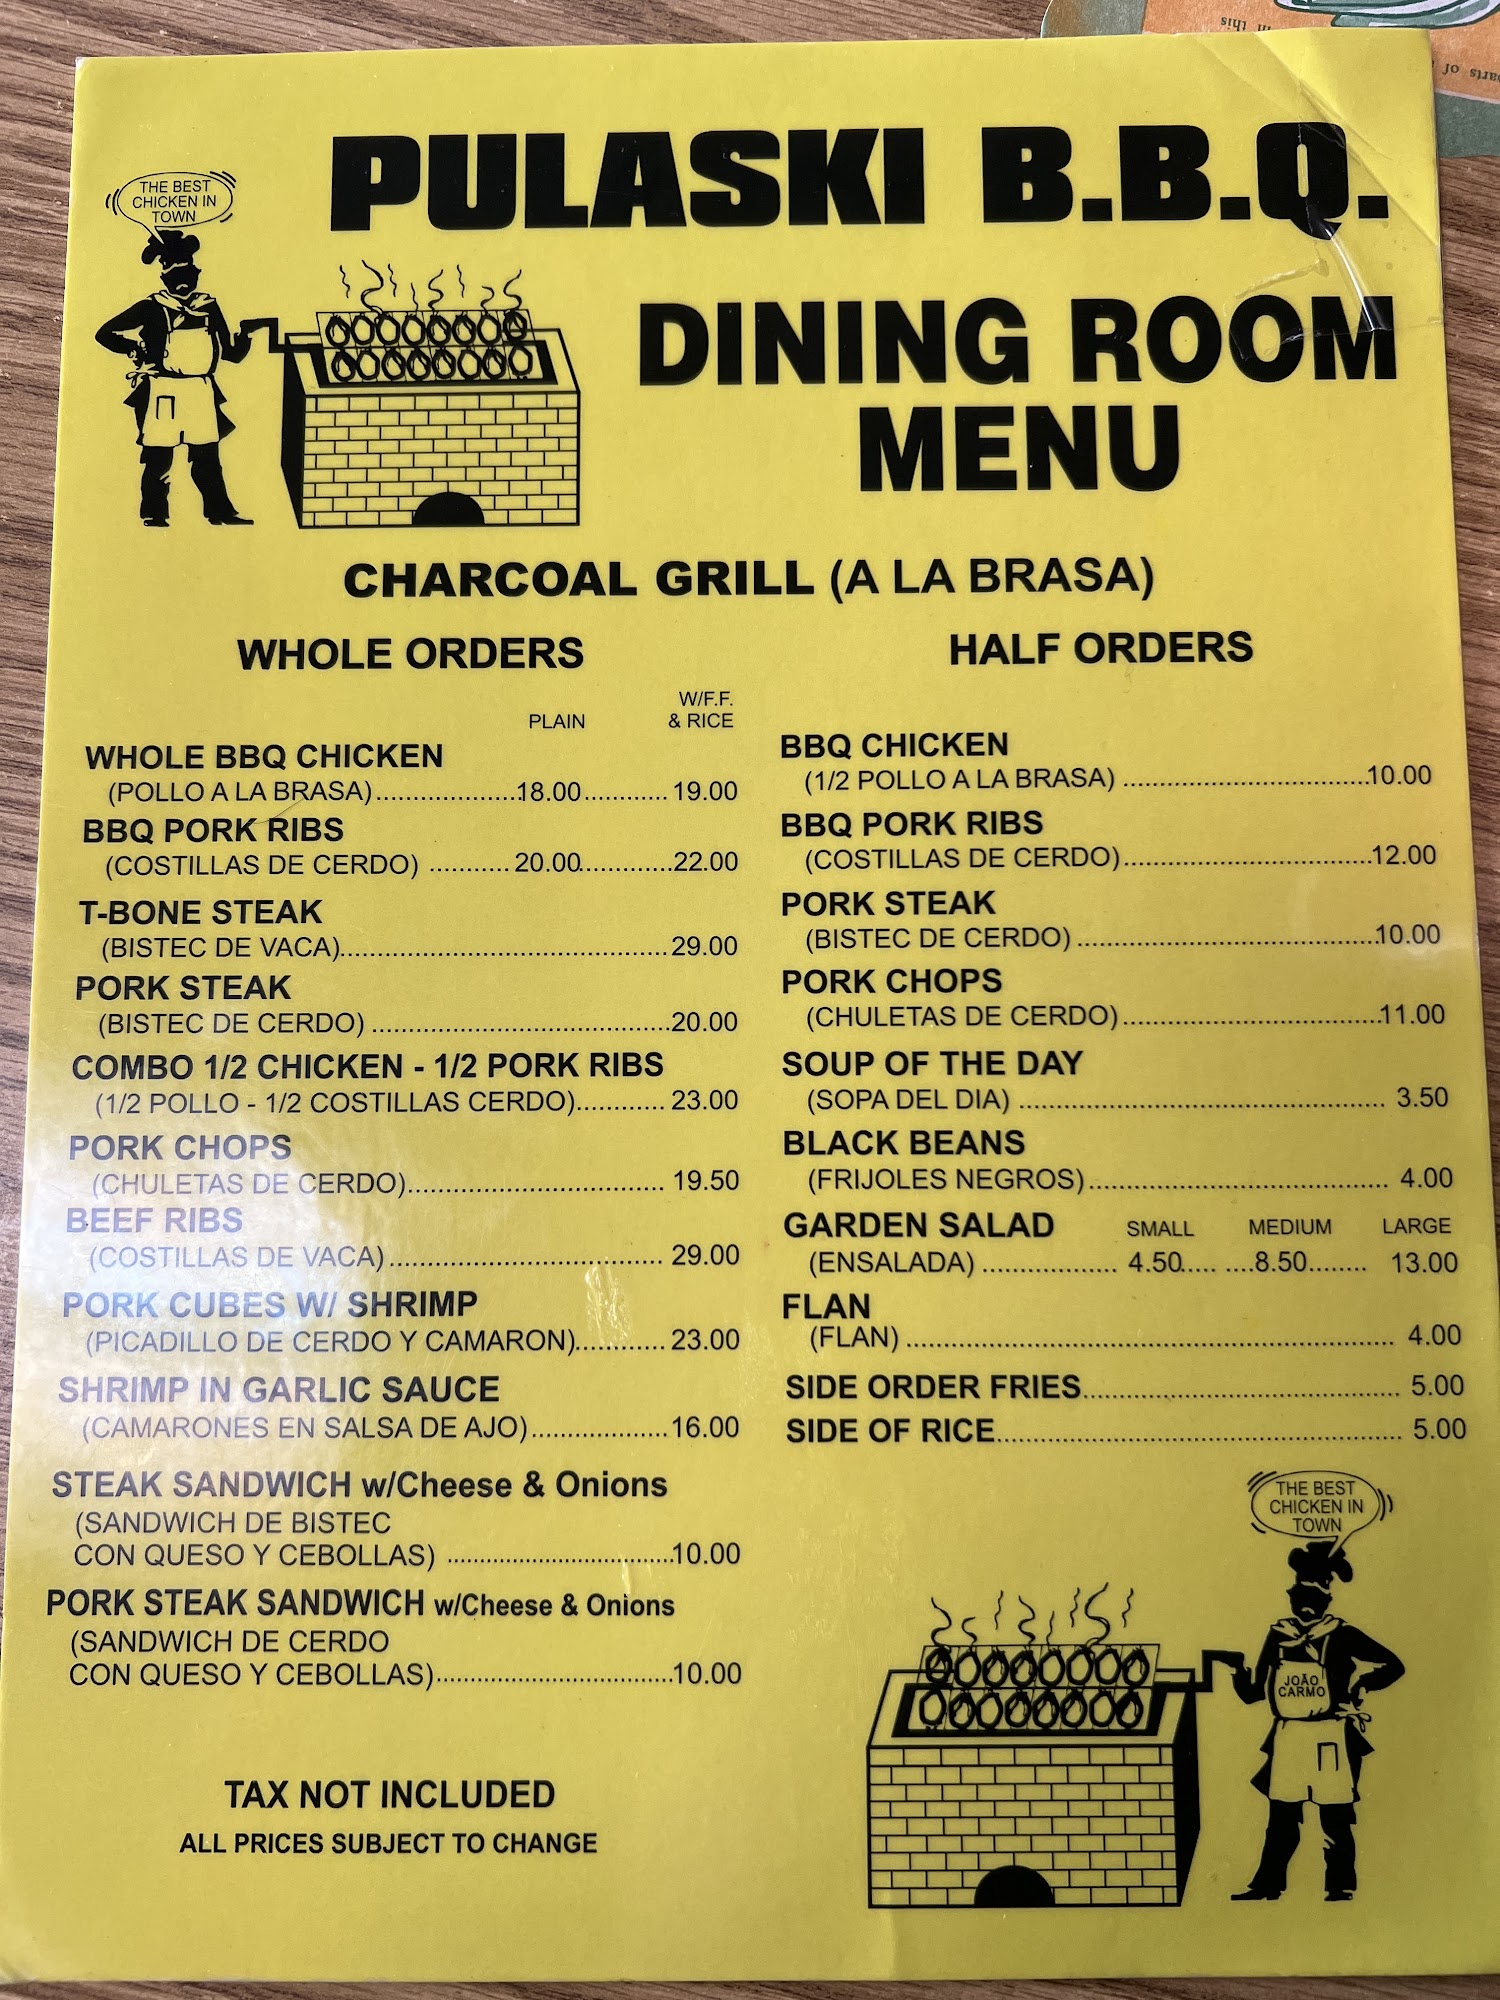 n this
parts of
PULASKI B.B.Q.
THE BEST
CHICKEN IN
TOWN
DINING ROOM
MENU
CHARCOAL GRILL (A LA BRASA)
WHOLE ORDERS
PLAIN W/F.F. & RICE
WHOLE BBQ CHICKEN
(POLLO A LA BRASA)....................18.00............ 19.00
BBQ PORK RIBS
(COSTILLAS DE CERDO) ........... 20.00.............22.00
T-BONE STEAK
(BISTEC DE VACA)............................................29.00
PORK STEAK
(BISTEC DE CERDO) ........................................20.00
COMBO 1/2 CHICKEN - 1/2 PORK RIBS
(1/2 POLLO - 1/2 COSTILLAS CERDO)............ 23.00
PORK CHOPS
(CHULETAS DE CERDO).................................. 19.50
BEEF RIBS
(COSTILLAS DE VACA)..................................... 29.00
PORK CUBES W/ SHRIMP
(PICADILLO DE CERDO Y CAMARON)............ 23.00
SHRIMP IN GARLIC SAUCE
(CAMARONES EN SALSA DE AJO)...................16.00
STEAK SANDWICH w/Cheese & Onions
(SANDWICH DE BISTEC
CON QUESO Y CEBOLLAS) ...............................10.00
PORK STEAK SANDWICH w/Cheese & Onions
(SANDWICH DE CERDO
CON QUESO Y CEBOLLAS)................................10.00
TAX NOT INCLUDED
ALL PRICES SUBJECT TO CHANGE
HALF ORDERS
BBQ CHICKEN
(1/2 POLLO A LA BRASA) .................................10.00
BBQ PORK RIBS
(COSTILLAS DE CERDO).................................12.00
PORK STEAK
(BISTEC DE CERDO) ........................................10.00
PORK CHOPS
(CHULETAS DE CERDO)..................................11.00
SOUP OF THE DAY
(SOPA DEL DIA) ................................................ 3.50
BLACK BEANS
(FRIJOLES NEGROS)........................................ 4.00
GARDEN SALAD SMALL MEDIUM LARGE
(ENSALADA) .................. 4.50..... ....8.50........ 13.00
FLAN
(FLAN) ................................................................. 4.00
SIDE ORDER FRIES.......................................... 5.00
SIDE OF RICE...................................................... 5.00
THE BEST
CHICKEN IN
TOWN
JOÃO
CARMO